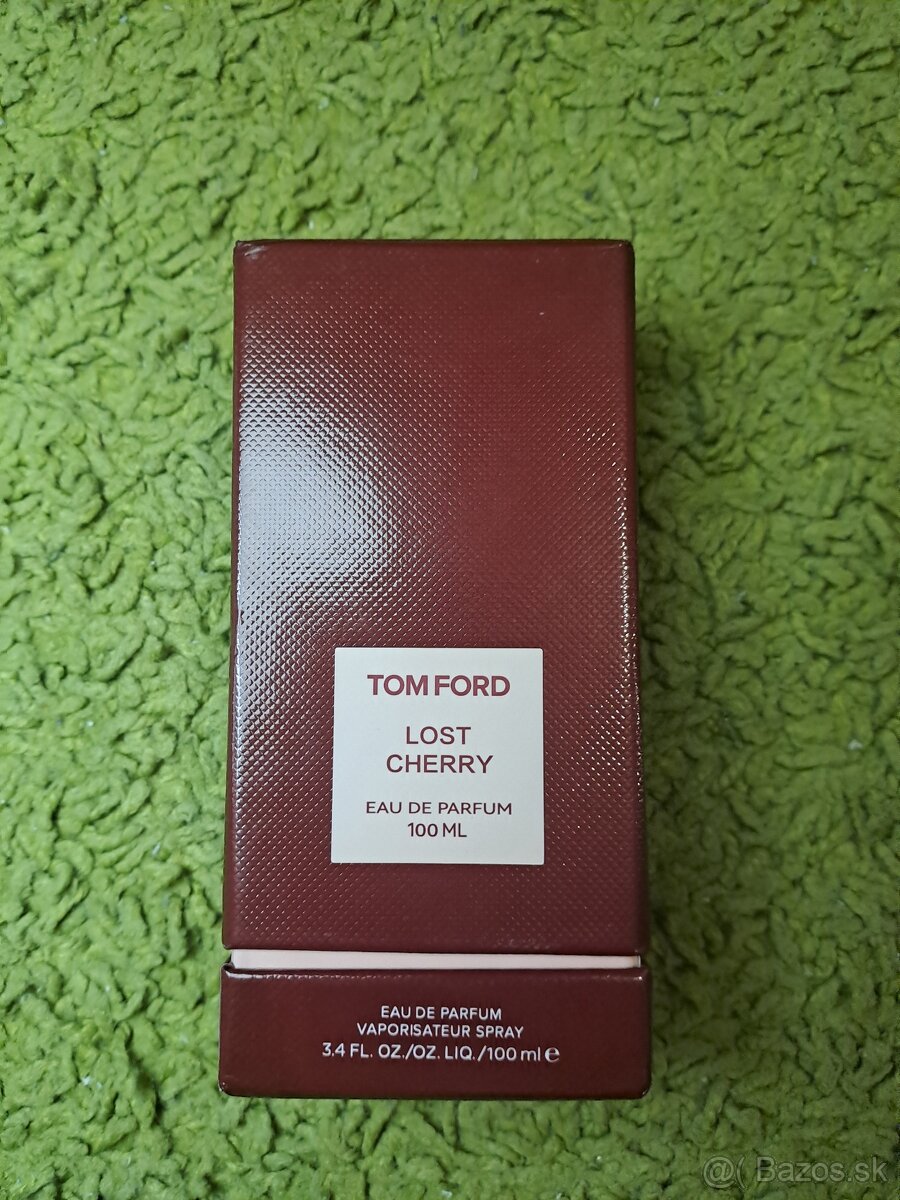 TOM FORD
LOST
CHERRY
EAU DE PARFUM
100 ML
EAU DE PARFUM
VAPORISATEUR SPRAY
3.4 FL. OZ./OZ. LIQ./100 ml ℮
@( Bazos.sk